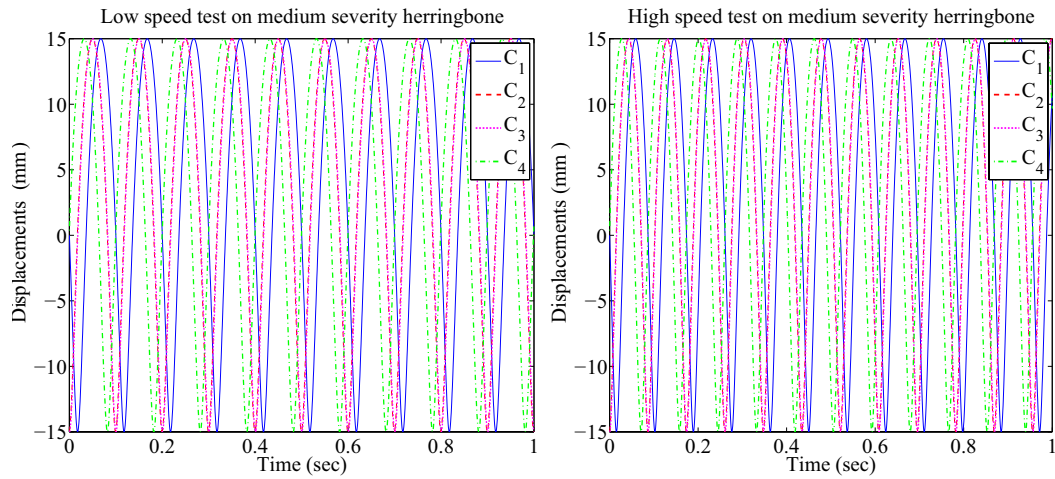 Low speed test on medium severity herringbone
Displacements (mm )
15
10
5
0
−5
−10
−15
0
0.2
0.4
0.6
0.8
1
Time (sec)
C1
C2
C3
C4
High speed test on medium severity herringbone
Displacements (mm )
15
10
5
0
−5
−10
−15
0
0.2
0.4
0.6
0.8
1
Time (sec)
C1
C2
C3
C4